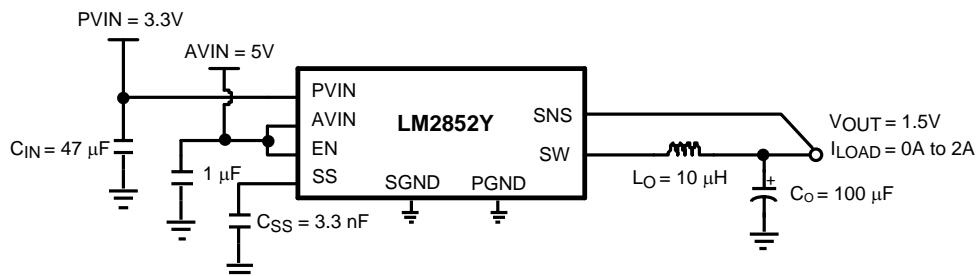 PVIN = 3.3V
AVIN = 5V
PVIN
AVIN
EN
SS
LM2852Y
SNS
SW
SGND
PGND
CIN = 47 μF
1 μF
CSS = 3.3 nF
LO = 10 μH
+
CO = 100 μF
VOUT = 1.5V
ILOAD = 0A to 2A